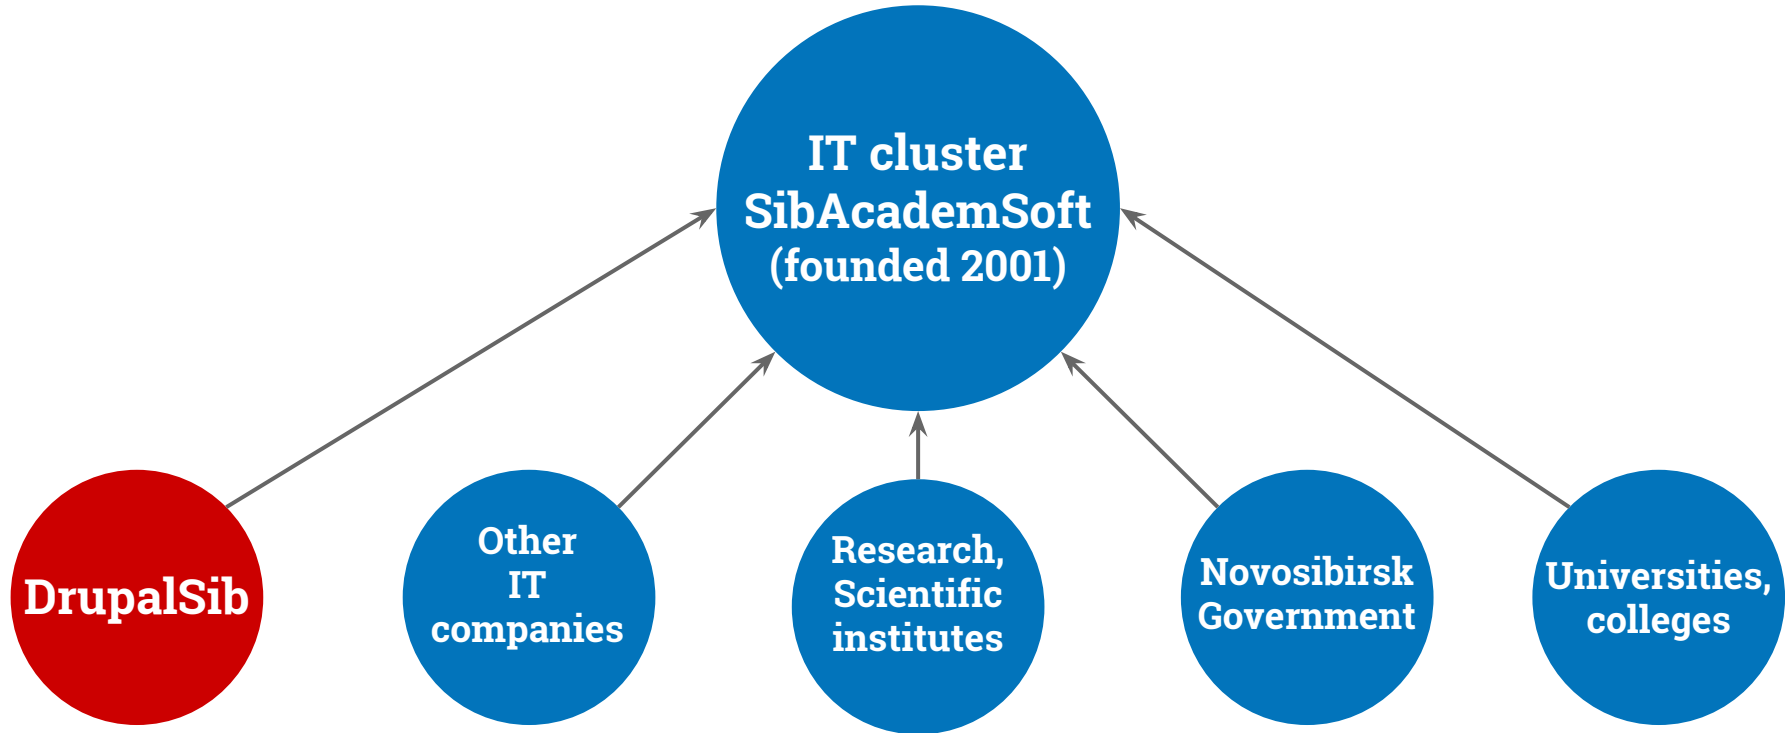 IT cluster
SibAcademSoft
(founded 2001)
DrupalSib
Other
IT
companies
Research,
Scientific
institutes
Novosibirsk
Government
Universities,
colleges